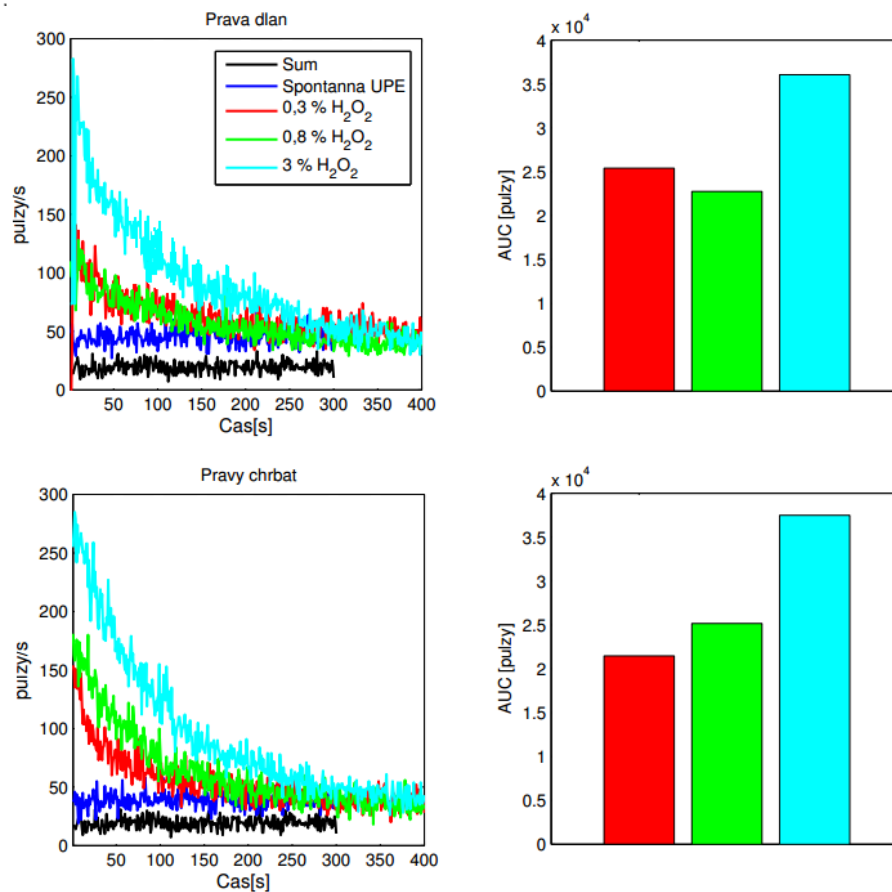 Prava dlan
300
250
200
150
100
50
0
pulzy/s
50 100 150 200 250 300 350 400
Cas[s]
Sum
Spontanna UPE
0,3 % H₂O₂
0,8 % H₂O₂
3 % H₂O₂
x 10⁴
4
3.5
3
2.5
2
1.5
1
0.5
0
AUC [pulzy]
Pravy chrbat
300
250
200
150
100
50
0
pulzy/s
50 100 150 200 250 300 350 400
Cas[s]
x 10⁴
4
3.5
3
2.5
2
1.5
1
0.5
0
AUC [pulzy]